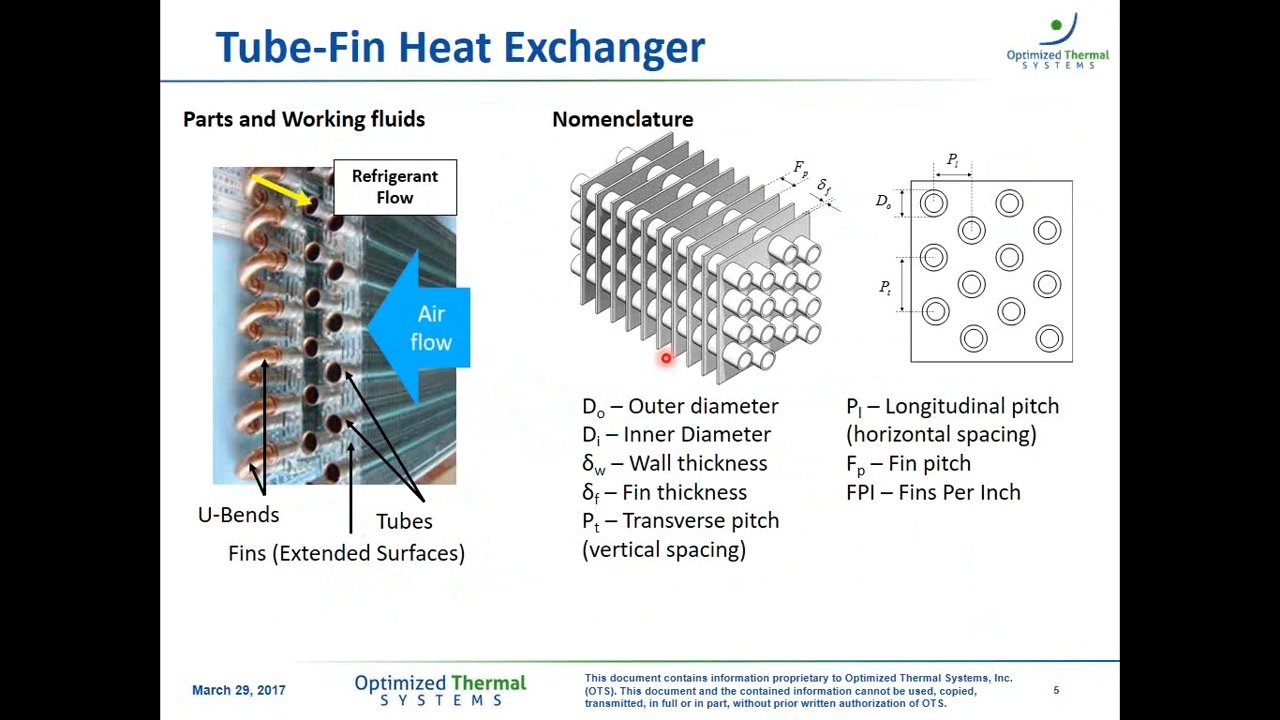 Tube-Fin Heat Exchanger
Optimized Thermal
SYSTEMS
Parts and Working fluids
Refrigerant
Flow
Air
flow
U-Bends
Tubes
Fins (Extended Surfaces)
Nomenclature
Fp
δf
Pl
Do
Pt
Do – Outer diameter
Di – Inner Diameter
δw – Wall thickness
δf – Fin thickness
Pt – Transverse pitch
(vertical spacing)
Pl – Longitudinal pitch
(horizontal spacing)
Fp – Fin pitch
FPI – Fins Per Inch
March 29, 2017
Optimized Thermal
SYSTEMS
This document contains information proprietary to Optimized Thermal Systems, Inc.
(OTS). This document and the contained information cannot be used, copied,
transmitted, in full or in part, without prior written authorization of OTS.
5